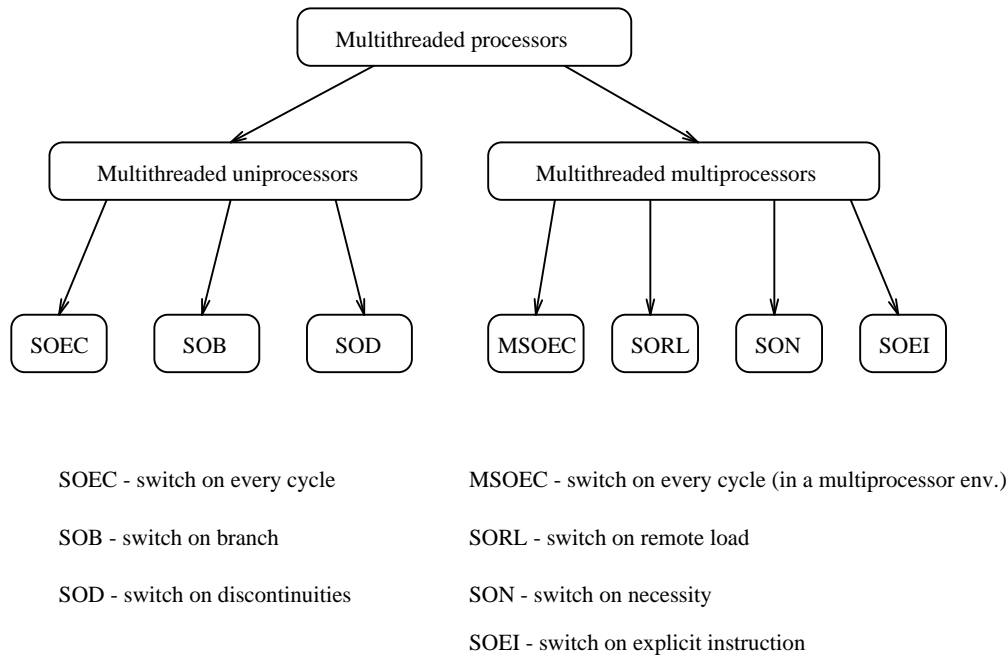 Multithreaded processors
Multithreaded uniprocessors
Multithreaded multiprocessors
SOEC
SOB
SOD
MSOEC
SORL
SON
SOEI
SOEC - switch on every cycle
MSOEC - switch on every cycle (in a multiprocessor env.)
SOB - switch on branch
SORL - switch on remote load
SOD - switch on discontinuities
SON - switch on necessity
SOEI - switch on explicit instruction